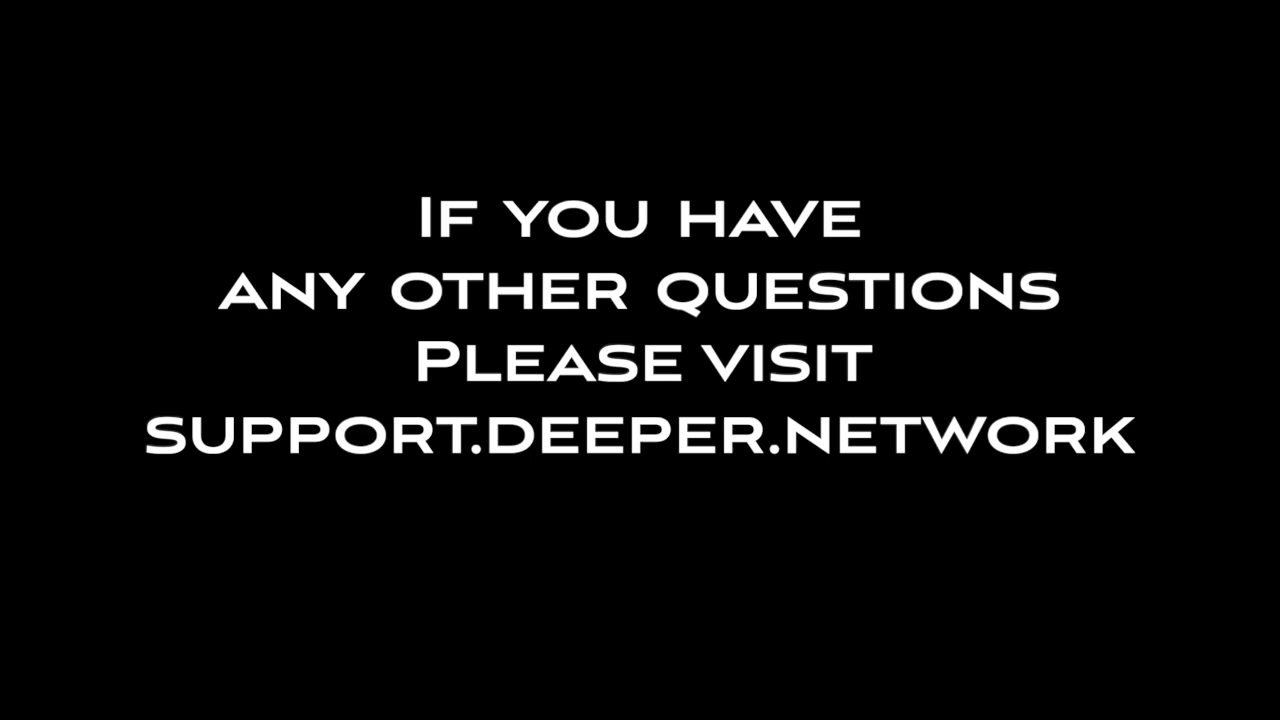 If you have
any other questions
Please visit
support.deeper.network